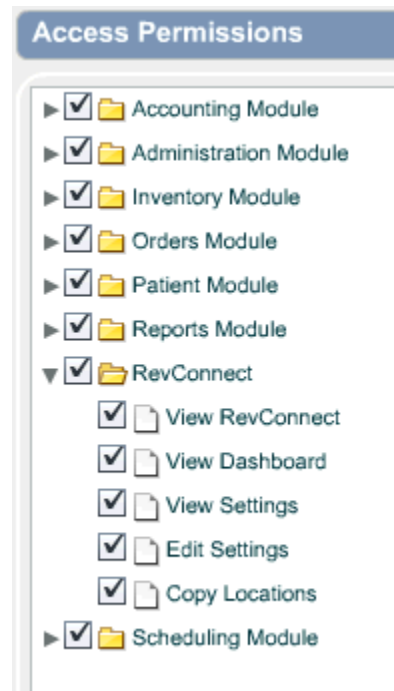 Access Permissions
Accounting Module
Administration Module
Inventory Module
Orders Module
Patient Module
Reports Module
RevConnect
View RevConnect
View Dashboard
View Settings
Edit Settings
Copy Locations
Scheduling Module